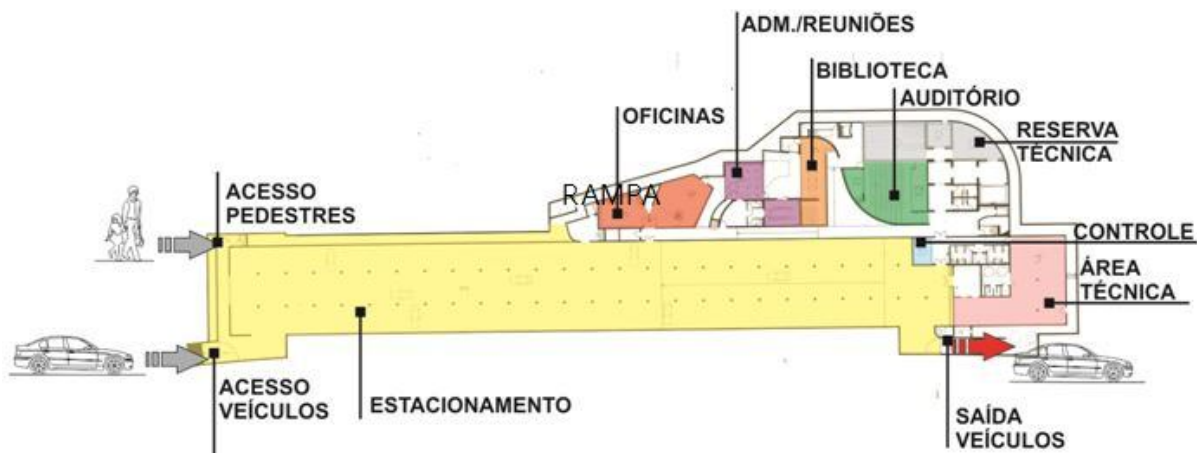 ADM./REUNIÕES
BIBLIOTECA
AUDITÓRIO
OFICINAS
RESERVA
TÉCNICA
ACESSO
PEDESTRES
RAMPA
CONTROLE
ÁREA
TÉCNICA
ACESSO
VEÍCULOS
ESTACIONAMENTO
SAÍDA
VEÍCULOS